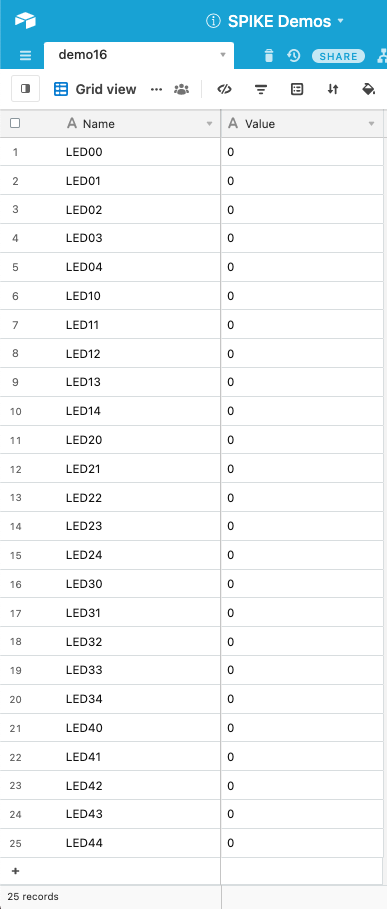 SPIKE Demos
demo16
SHARE
Grid view
A Name A Value
1 LED00 0
2 LED01 0
3 LED02 0
4 LED03 0
5 LED04 0
6 LED10 0
7 LED11 0
8 LED12 0
9 LED13 0
10 LED14 0
11 LED20 0
12 LED21 0
13 LED22 0
14 LED23 0
15 LED24 0
16 LED30 0
17 LED31 0
18 LED32 0
19 LED33 0
20 LED34 0
21 LED40 0
22 LED41 0
23 LED42 0
24 LED43 0
25 LED44 0
+
25 records